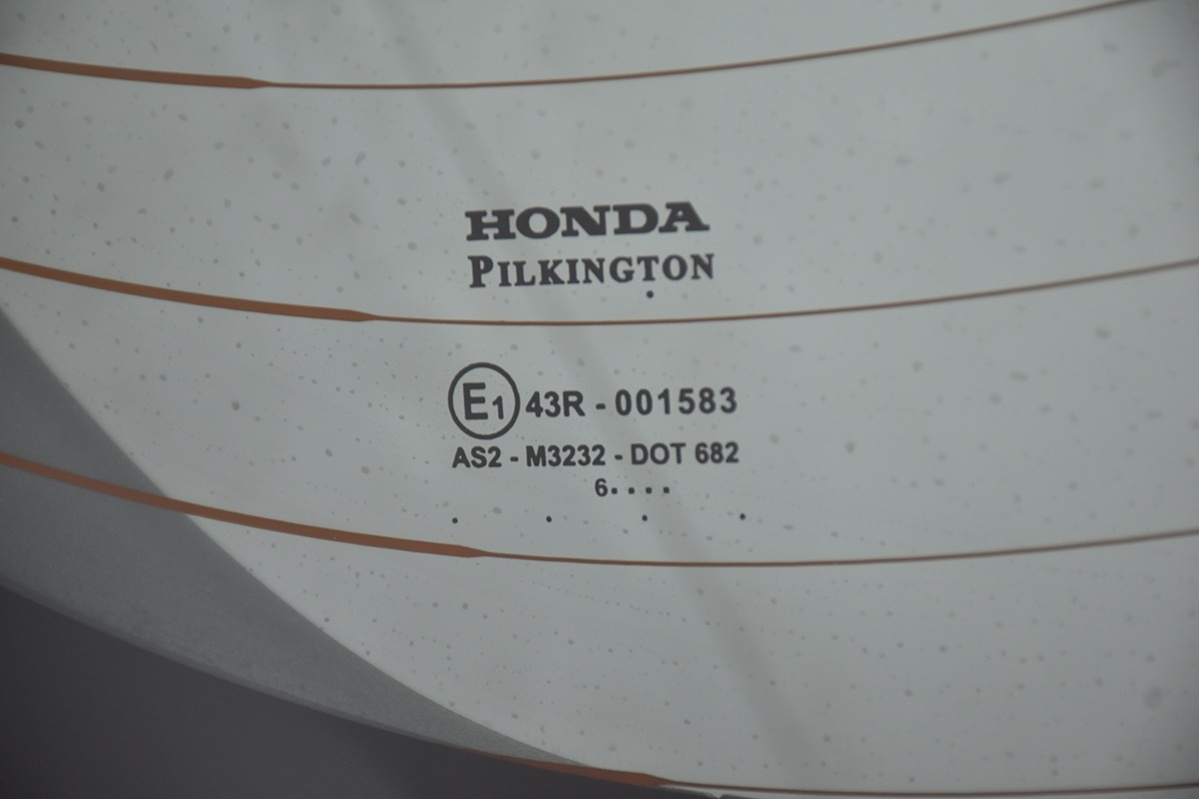 HONDA
PILKINGTON
E1 43R - 001583
AS2 - M3232 - DOT 682
6....
. . . .